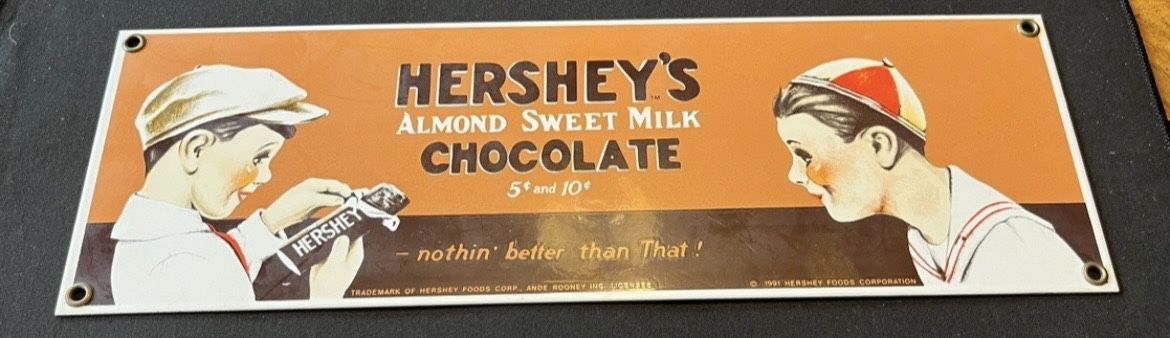 HERSHEY'S
TM
ALMOND SWEET MILK
CHOCOLATE
5¢ and 10¢
HERSHEY
- nothin' better than That!
TRADEMARK OF HERSHEY FOODS CORP., ANDE ROONEY INC. LICENSEE
© 1991 HERSHEY FOODS CORPORATION